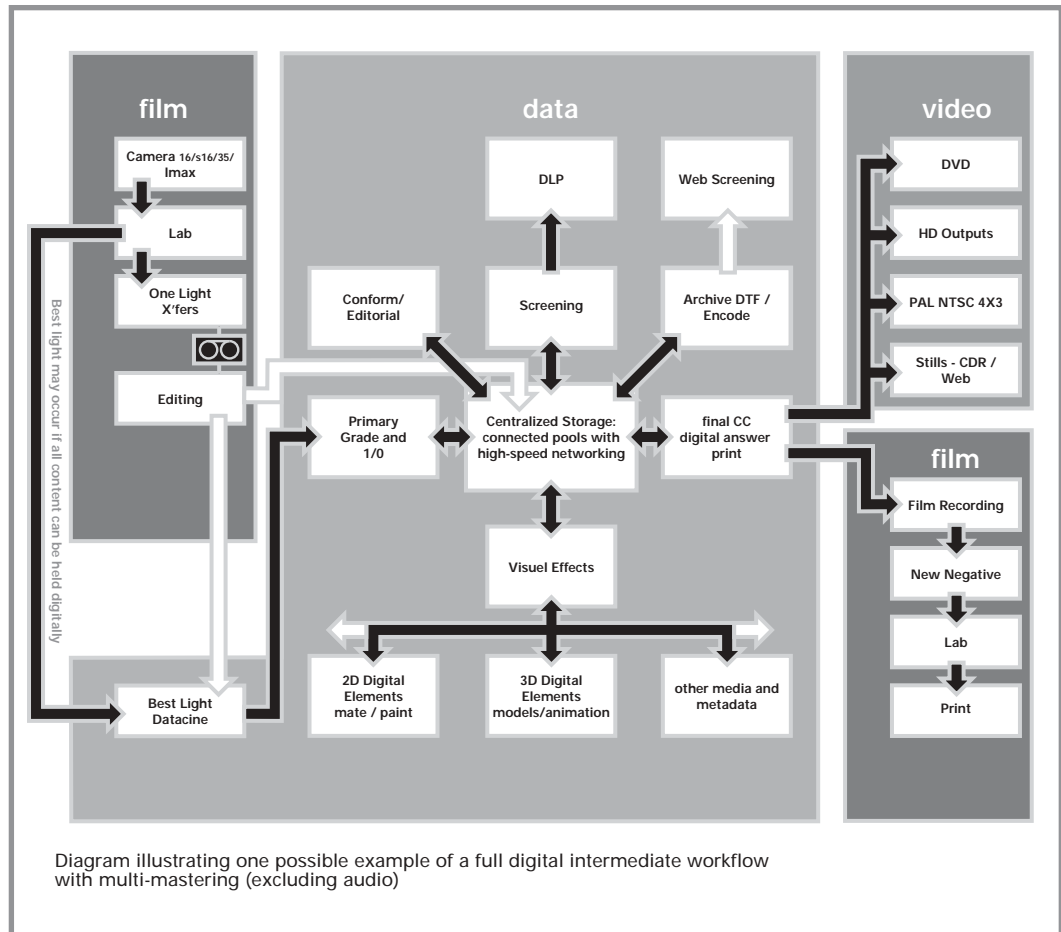 film
Camera 16/s16/35/
Imax
Lab
One Light
X'fers
Editing
Best light may occur if all content can be held digitally
Best Light
Datacine
data
DLP
Web Screening
Conform/
Editorial
Screening
Archive DTF /
Encode
Primary
Grade and
1/0
Centralized Storage:
connected pools with
high-speed networking
final CC
digital answer
print
Visuel Effects
2D Digital
Elements
mate / paint
3D Digital
Elements
models/animation
other media and
metadata
video
DVD
HD Outputs
PAL NTSC 4X3
Stills - CDR /
Web
film
Film Recording
New Negative
Lab
Print
Diagram illustrating one possible example of a full digital intermediate workflow
with multi-mastering (excluding audio)